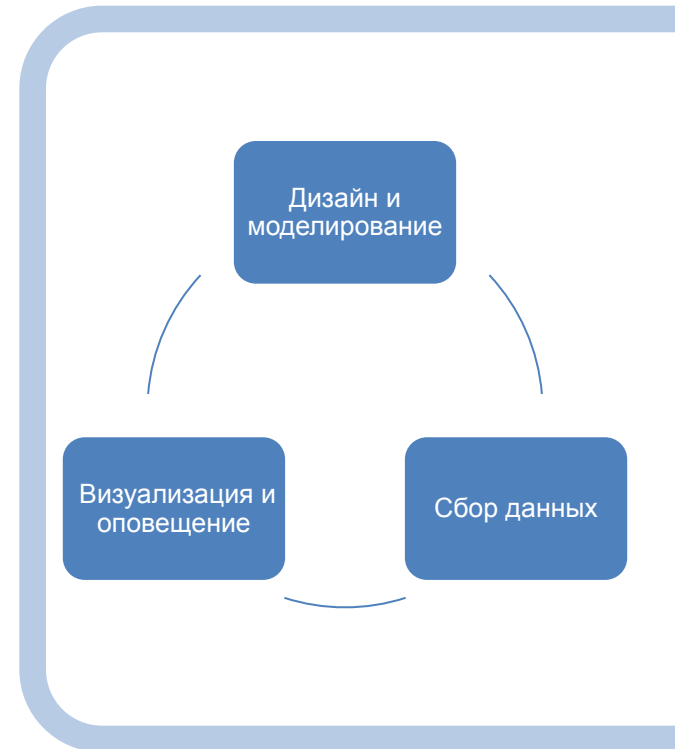 Дизайн и
моделирование
Визуализация и
оповещение
Сбор данных